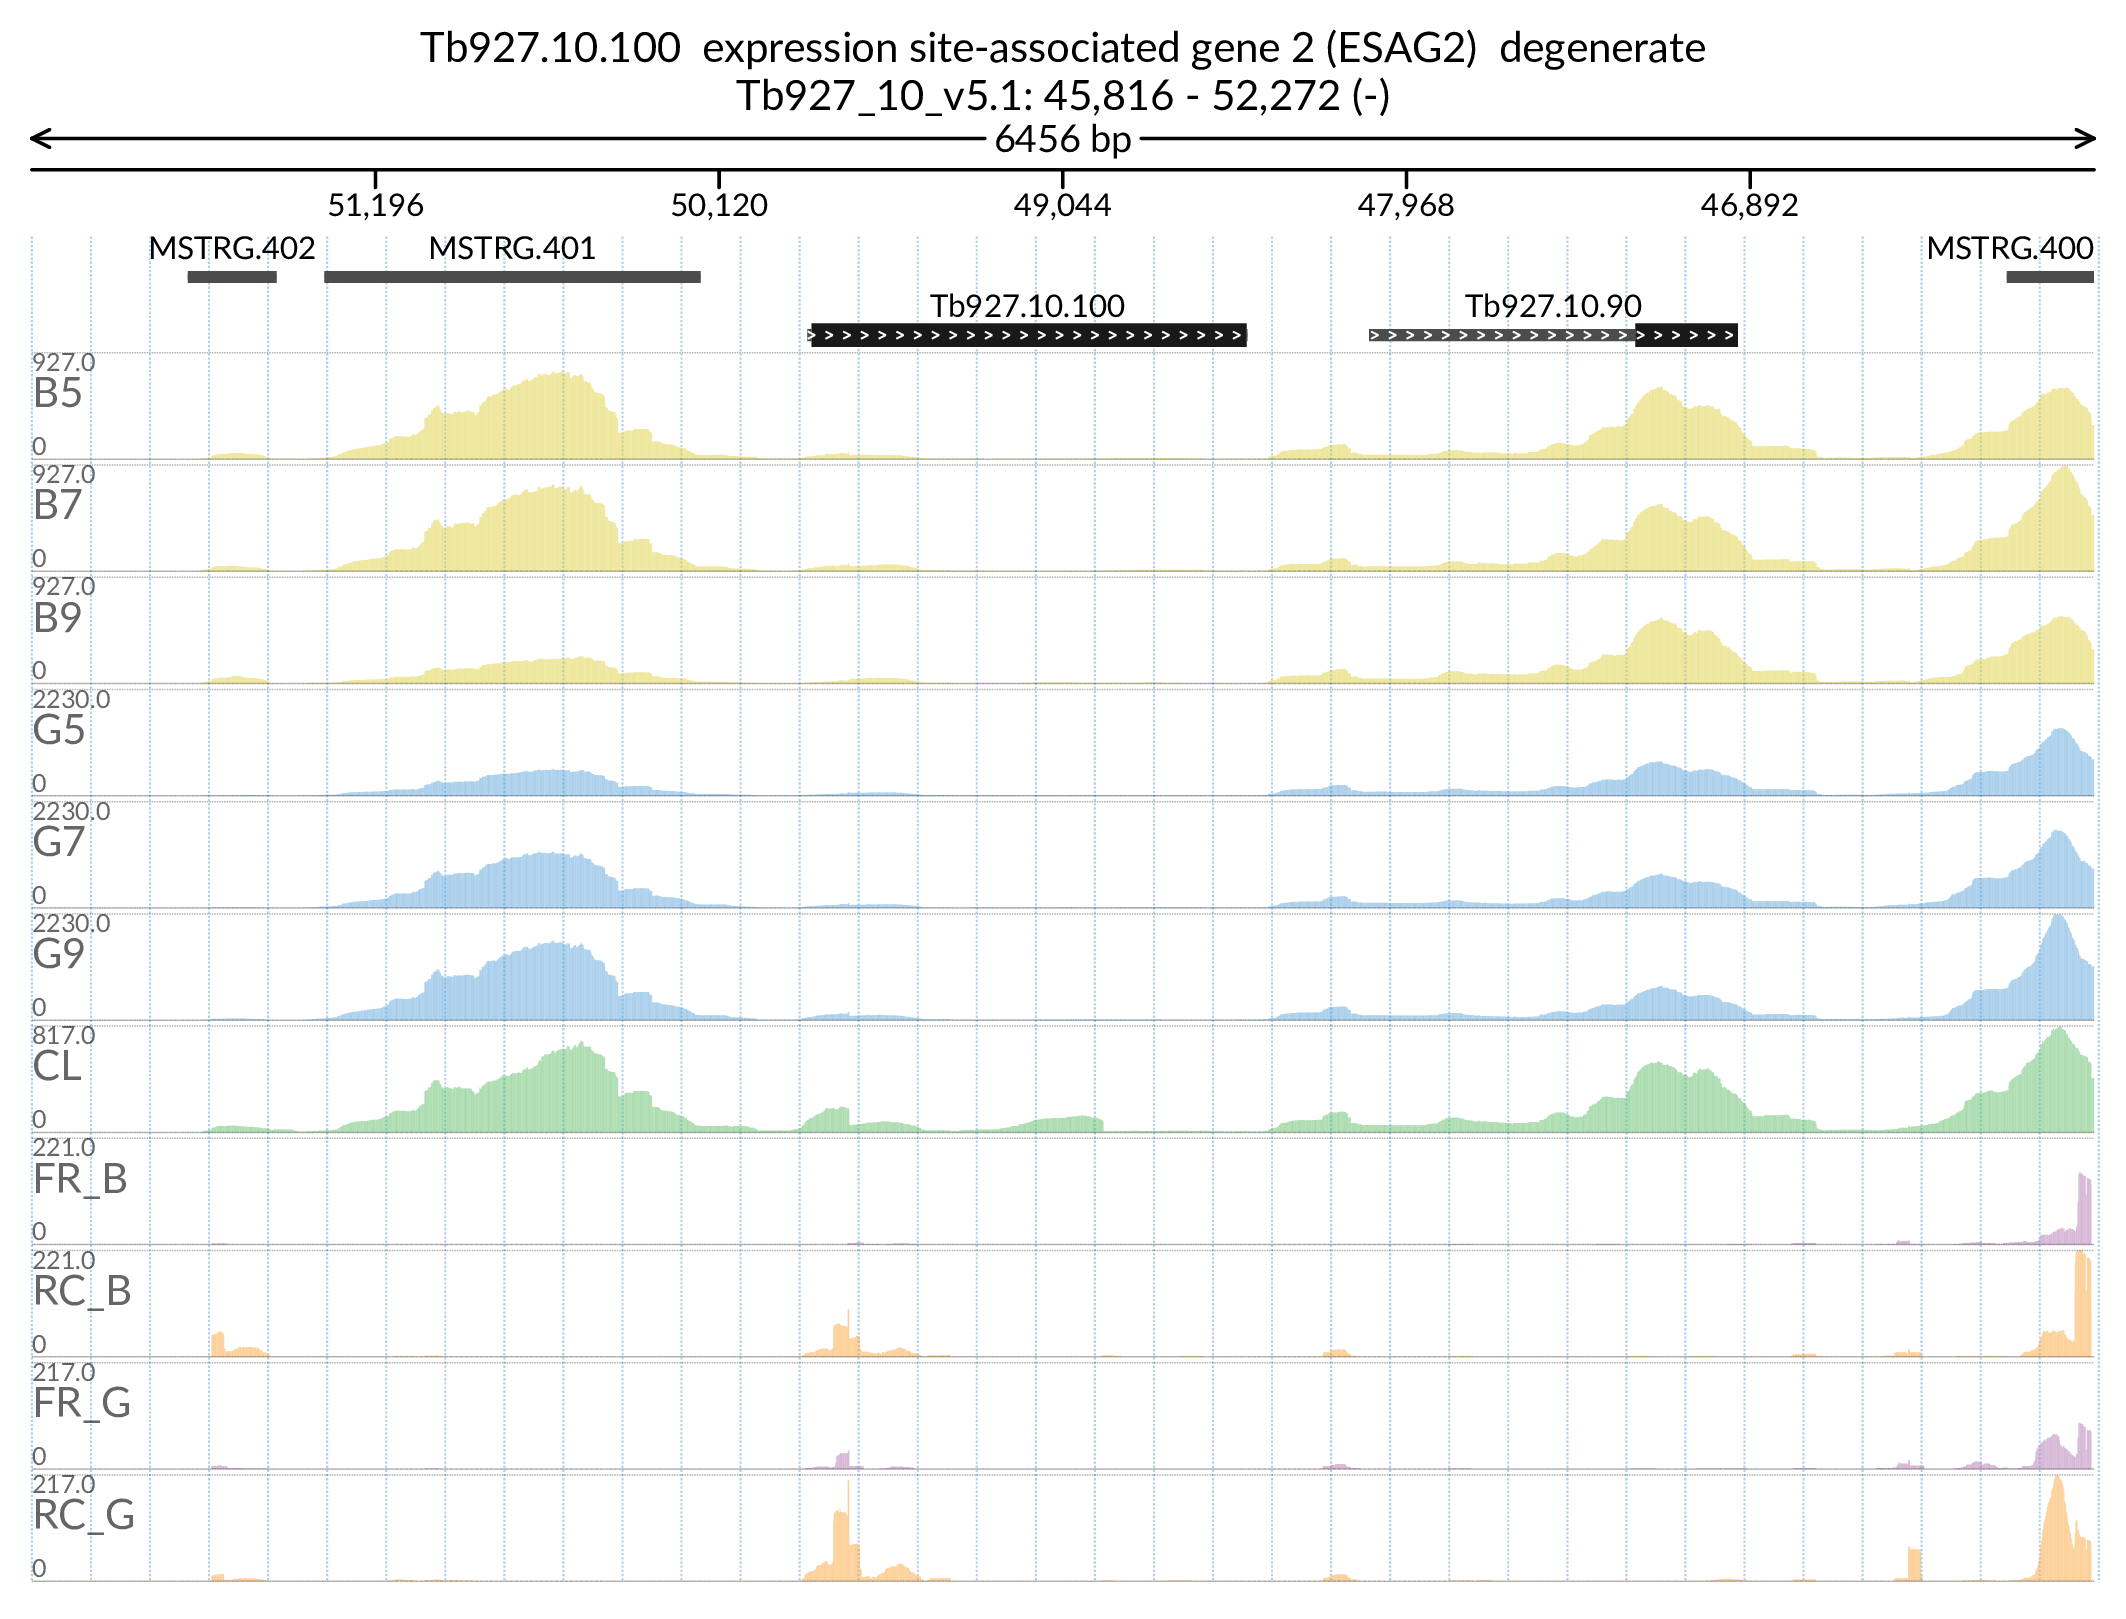 Tb927.10.100  expression site-associated gene 2 (ESAG2)  degenerate
Tb927_10_v5.1: 45,816 - 52,272 (-)
6456 bp
51,196 50,120 49,044 47,968 46,892
MSTRG.402 MSTRG.401 MSTRG.400
Tb927.10.100 Tb927.10.90
927.0
B5
0
927.0
B7
0
927.0
B9
0
2230.0
G5
0
2230.0
G7
0
2230.0
G9
0
817.0
CL
0
221.0
FR_B
0
221.0
RC_B
0
217.0
FR_G
0
217.0
RC_G
0